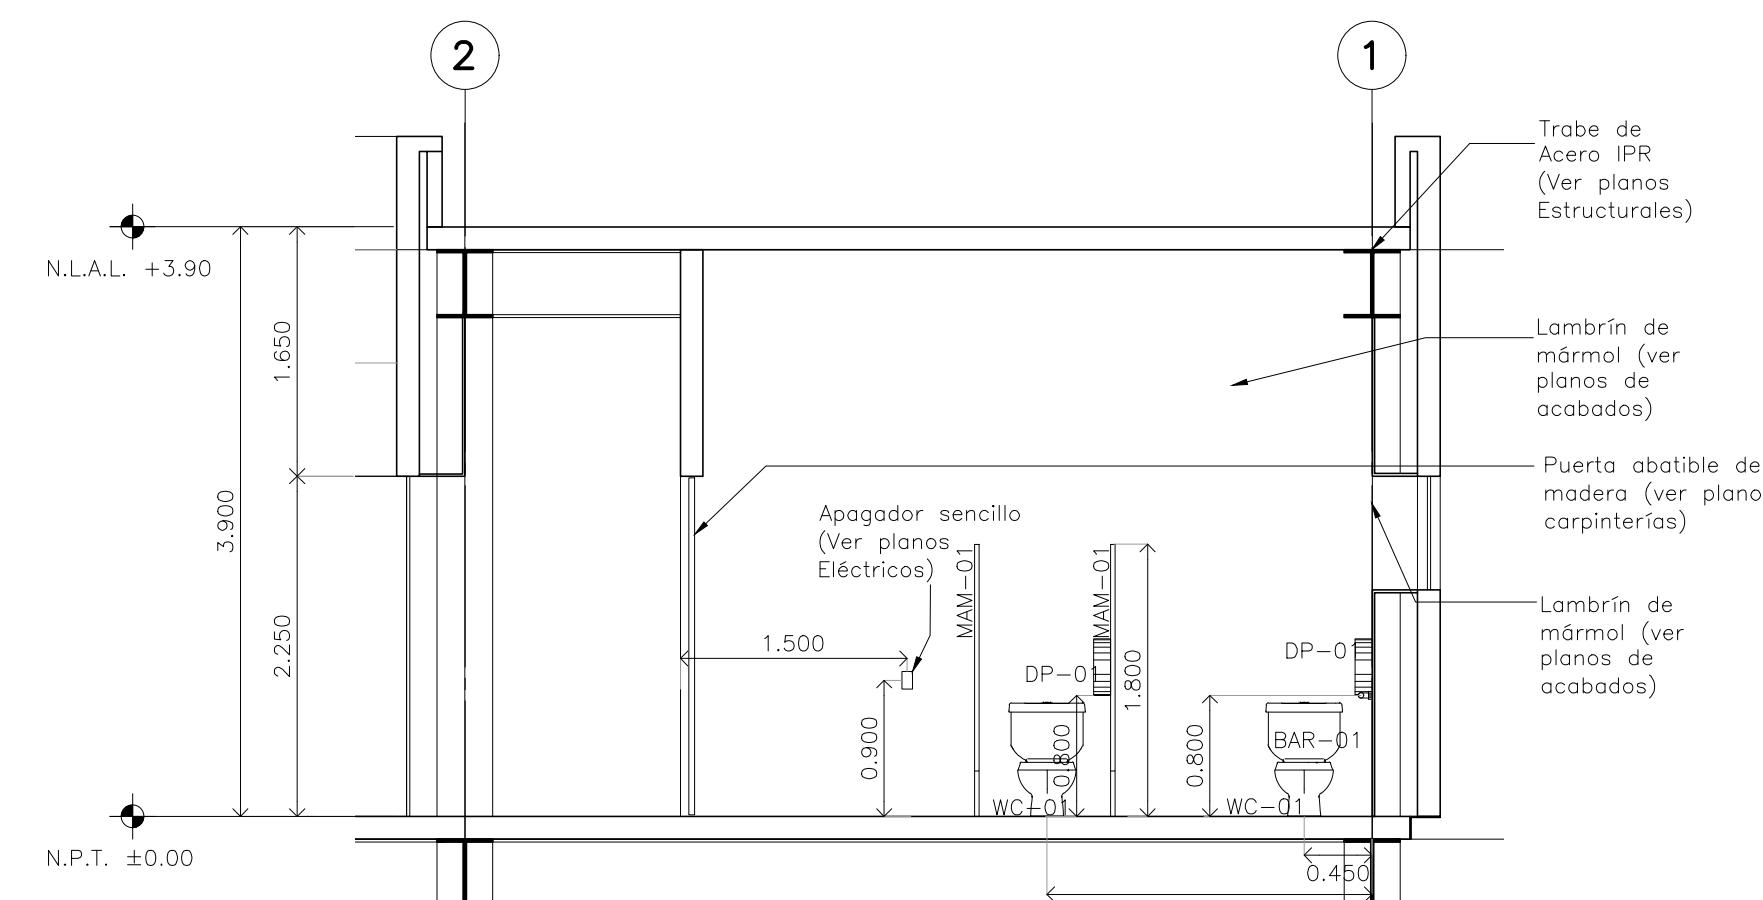 2
1
Trabe de
Acero IPR
(Ver planos
Estructurales)
N.L.A.L. +3.90
1.650
Lambrín de
mármol (ver
planos de
acabados)
Puerta abatible de
madera (ver plano
carpinterías)
3.900
Apagador sencillo
(Ver planos
Eléctricos)
MAM-01
MAM-01
2.250
1.500
Lambrín de
mármol (ver
planos de
acabados)
DP-01
DP-01
1.800
0.900
0.800
0.800
BAR-01
WC-01
WC-01
N.P.T. ±0.00
0.450